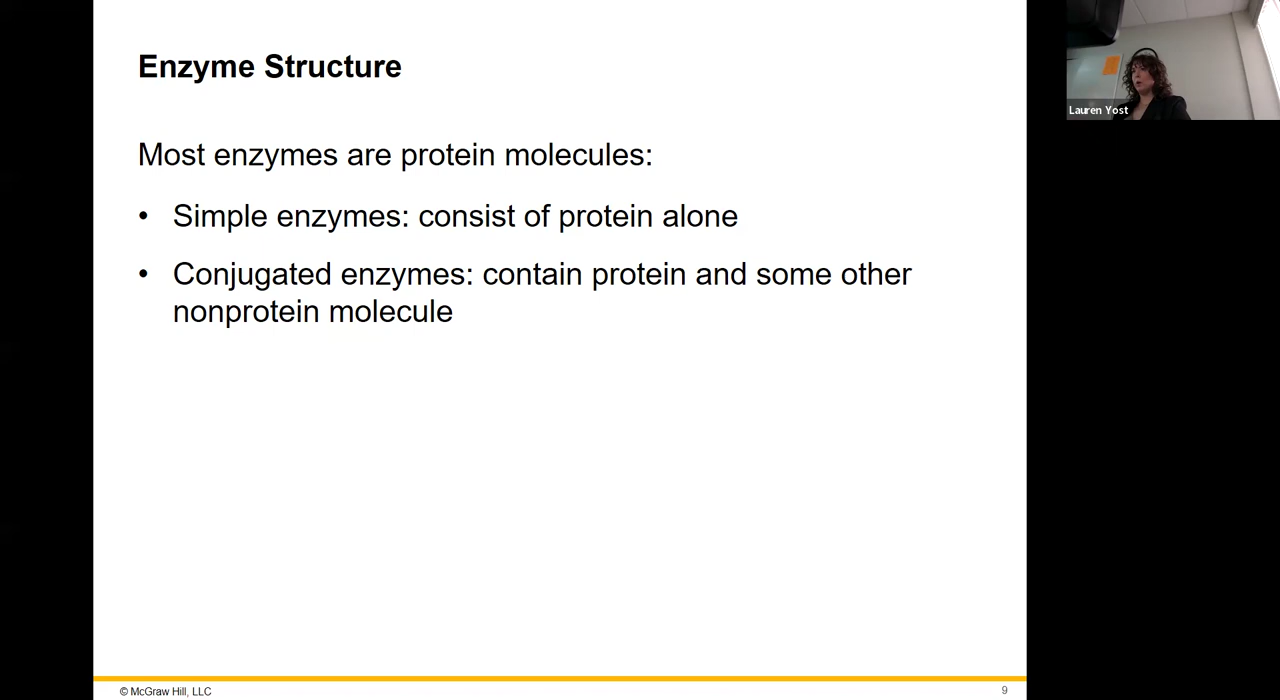 Enzyme Structure
Most enzymes are protein molecules:
• Simple enzymes: consist of protein alone
• Conjugated enzymes: contain protein and some other
nonprotein molecule
© McGraw Hill, LLC
9
Lauren Yost